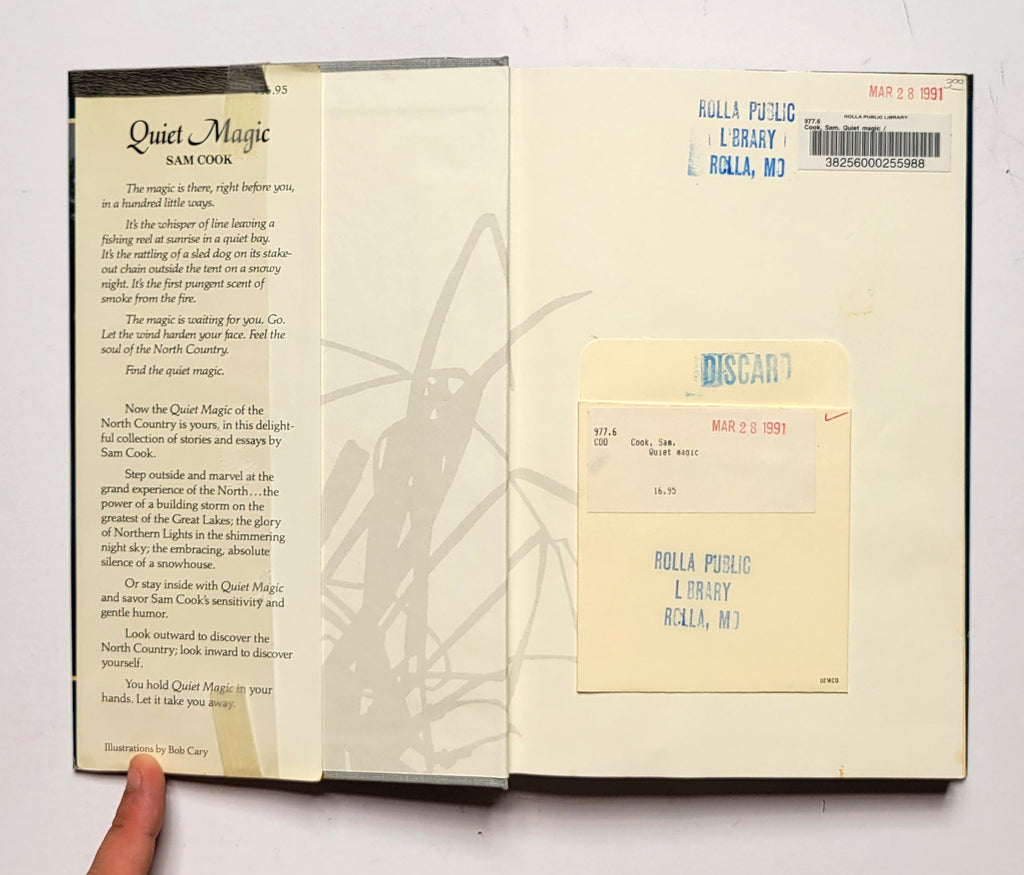 .95
Quiet Magic
SAM COOK
The magic is there, right before you,
in a hundred little ways.
It's the whisper of line leaving a
fishing reel at sunrise in a quiet bay.
It's the rattling of a sled dog on its stake-
out chain outside the tent on a snowy
night. It's the first pungent scent of
smoke from the fire.
The magic is waiting for you. Go.
Let the wind harden your face. Feel the
soul of the North Country.
Find the quiet magic.
Now the Quiet Magic of the
North Country is yours, in this delight-
ful collection of stories and essays by
Sam Cook.
Step outside and marvel at the
grand experience of the North...the
power of a building storm on the
greatest of the Great Lakes; the glory
of Northern Lights in the shimmering
night sky; the embracing, absolute
silence of a snowhouse.
Or stay inside with Quiet Magic
and savor Sam Cook's sensitivity and
gentle humor.
Look outward to discover the
North Country; look inward to discover
yourself.
You hold Quiet Magic in your
hands. Let it take you away.
Illustrations by Bob Cary
3.00
MAR 28 1991
ROLLA PUBLIC
LIBRARY
ROLLA, MO
ROLLA PUBLIC LIBRARY
977.6
Cook, Sam. Quiet magic /
38256000255988
DISCARD
MAR 28 1991
977.6
COO Cook, Sam.
Quiet magic
16.95
ROLLA PUBLIC
LIBRARY
ROLLA, MO
DEMCO